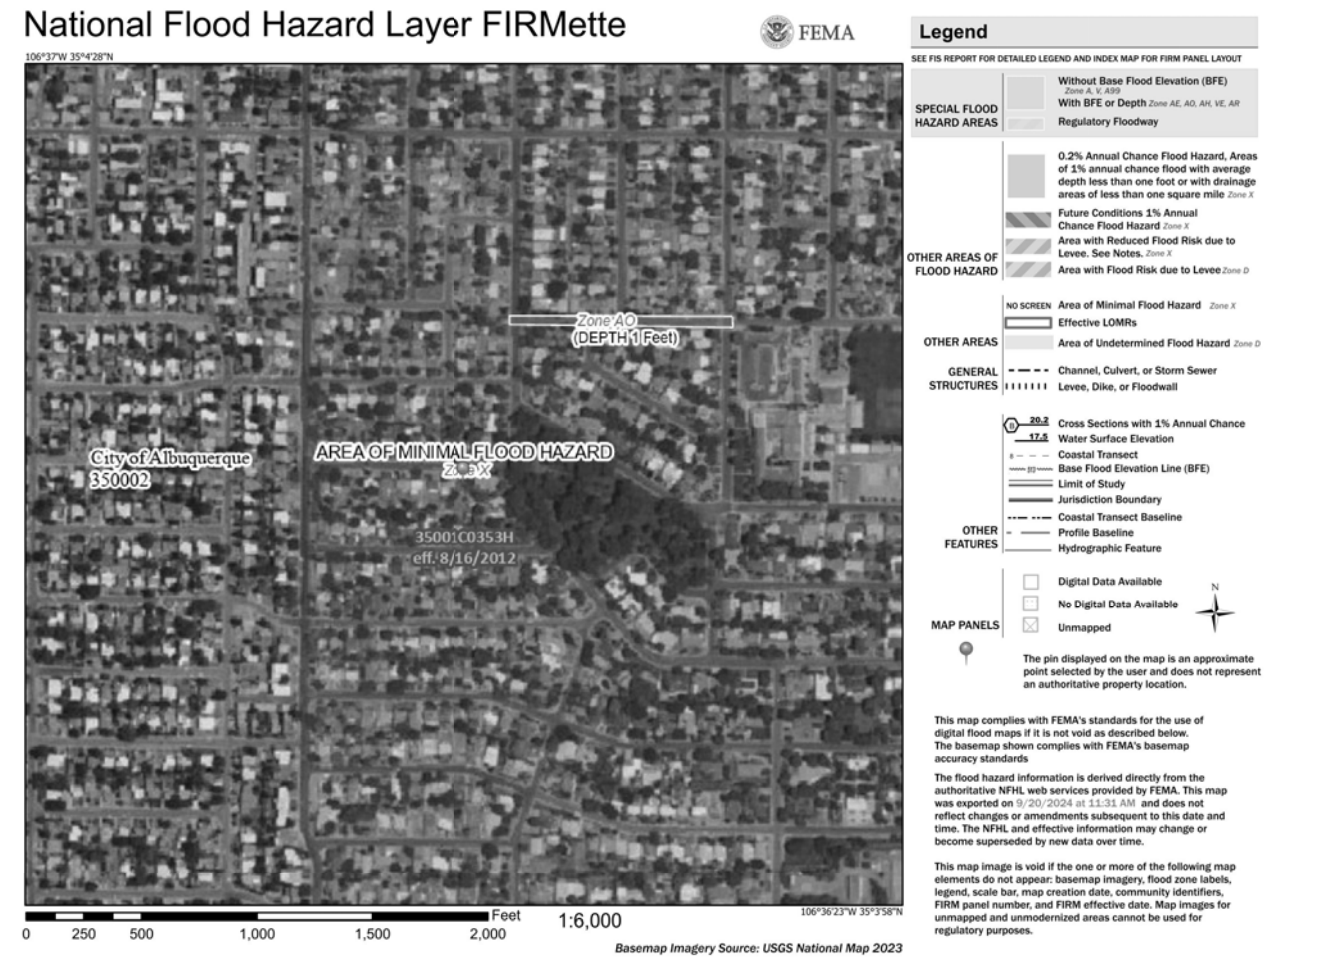 National Flood Hazard Layer FIRMette
FEMA
106°37'W 35°4'28"N
Zone AO
(DEPTH 1 Feet)
AREA OF MINIMAL FLOOD HAZARD
Zone X
City of Albuquerque
350002
35001C0353H
eff. 8/16/2012
Feet
0 250 500 1,000 1,500 2,000
1:6,000
106°36'23"W 35°3'58"N
Basemap Imagery Source: USGS National Map 2023
Legend
SEE FIS REPORT FOR DETAILED LEGEND AND INDEX MAP FOR FIRM PANEL LAYOUT
SPECIAL FLOOD
HAZARD AREAS
Without Base Flood Elevation (BFE)
Zone A, V, A99
With BFE or Depth Zone AE, AO, AH, VE, AR
Regulatory Floodway
OTHER AREAS OF
FLOOD HAZARD
0.2% Annual Chance Flood Hazard, Areas
of 1% annual chance flood with average
depth less than one foot or with drainage
areas of less than one square mile Zone X
Future Conditions 1% Annual
Chance Flood Hazard Zone X
Area with Reduced Flood Risk due to
Levee. See Notes. Zone X
Area with Flood Risk due to Levee Zone D
OTHER AREAS
NO SCREEN Area of Minimal Flood Hazard Zone X
Effective LOMRs
Area of Undetermined Flood Hazard Zone D
GENERAL
STRUCTURES
Channel, Culvert, or Storm Sewer
Levee, Dike, or Floodwall
OTHER
FEATURES
B 20.2 Cross Sections with 1% Annual Chance
17.5 Water Surface Elevation
8 Coastal Transect
513 Base Flood Elevation Line (BFE)
Limit of Study
Jurisdiction Boundary
Coastal Transect Baseline
Profile Baseline
Hydrographic Feature
MAP PANELS
Digital Data Available
No Digital Data Available
Unmapped
N
The pin displayed on the map is an approximate
point selected by the user and does not represent
an authoritative property location.
This map complies with FEMA's standards for the use of
digital flood maps if it is not void as described below.
The basemap shown complies with FEMA's basemap
accuracy standards
The flood hazard information is derived directly from the
authoritative NFHL web services provided by FEMA. This map
was exported on 9/20/2024 at 11:31 AM and does not
reflect changes or amendments subsequent to this date and
time. The NFHL and effective information may change or
become superseded by new data over time.
This map image is void if the one or more of the following map
elements do not appear: basemap imagery, flood zone labels,
legend, scale bar, map creation date, community identifiers,
FIRM panel number, and FIRM effective date. Map images for
unmapped and unmodernized areas cannot be used for
regulatory purposes.